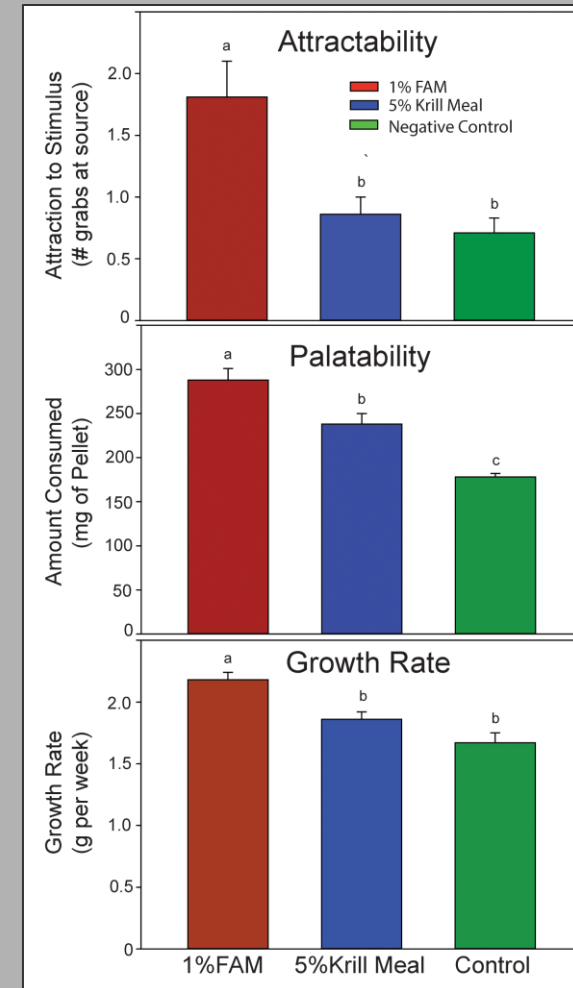 Attractability
Attraction to Stimulus
(# grabs at source)
2.0
1.5
1.0
0.5
0
a
b
b
1% FAM
5% Krill Meal
Negative Control
`
Palatability
Amount Consumed
(mg of Pellet)
300
250
200
150
100
50
0
a
b
c
Growth Rate
Growth Rate
(g per week)
2.0
1.5
1.0
0.5
0
a
b
b
1%FAM 5%Krill Meal Control